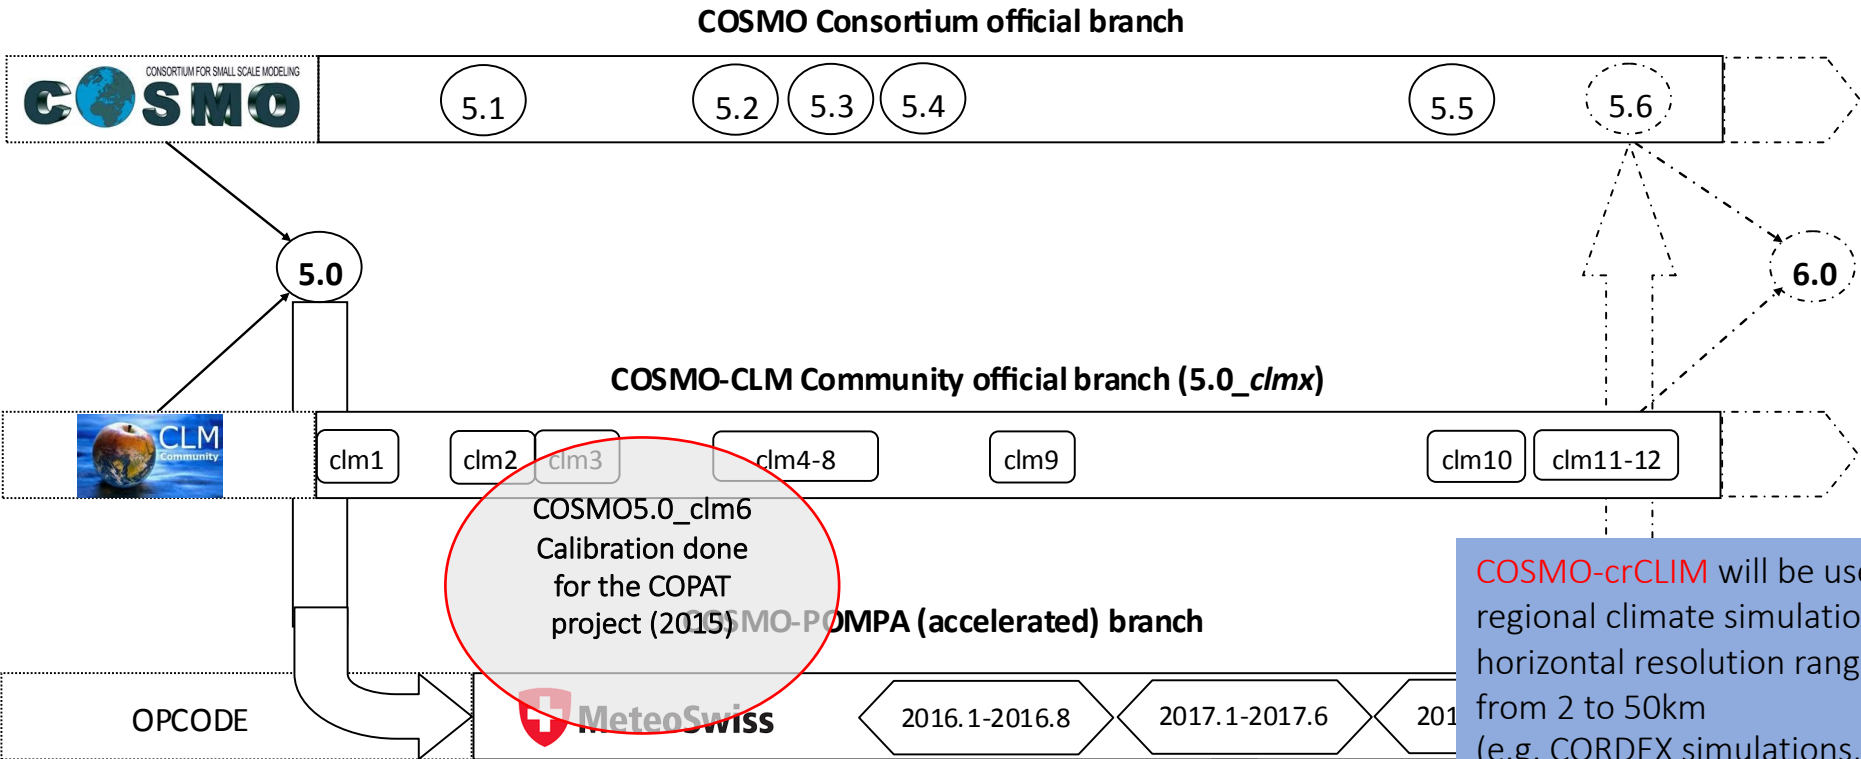 COSMO Consortium official branch
CONSORTIUM FOR SMALL SCALE MODELING
COSMO
5.1
5.2
5.3
5.4
5.5
5.6
5.0
6.0
COSMO-CLM Community official branch (5.0_clmx)
CLM
Community
clm1
clm2
clm3
clm4-8
clm9
clm10
clm11-12
COSMO5.0_clm6
Calibration done
for the COPAT
project (2015)
COSMO-POMPA (accelerated) branch
OPCODE
MeteoSwiss
2016.1-2016.8
2017.1-2017.6
201
COSMO-crCLIM will be use
regional climate simulatio
horizontal resolution rang
from 2 to 50km
(e.g. CORDEX simulations.